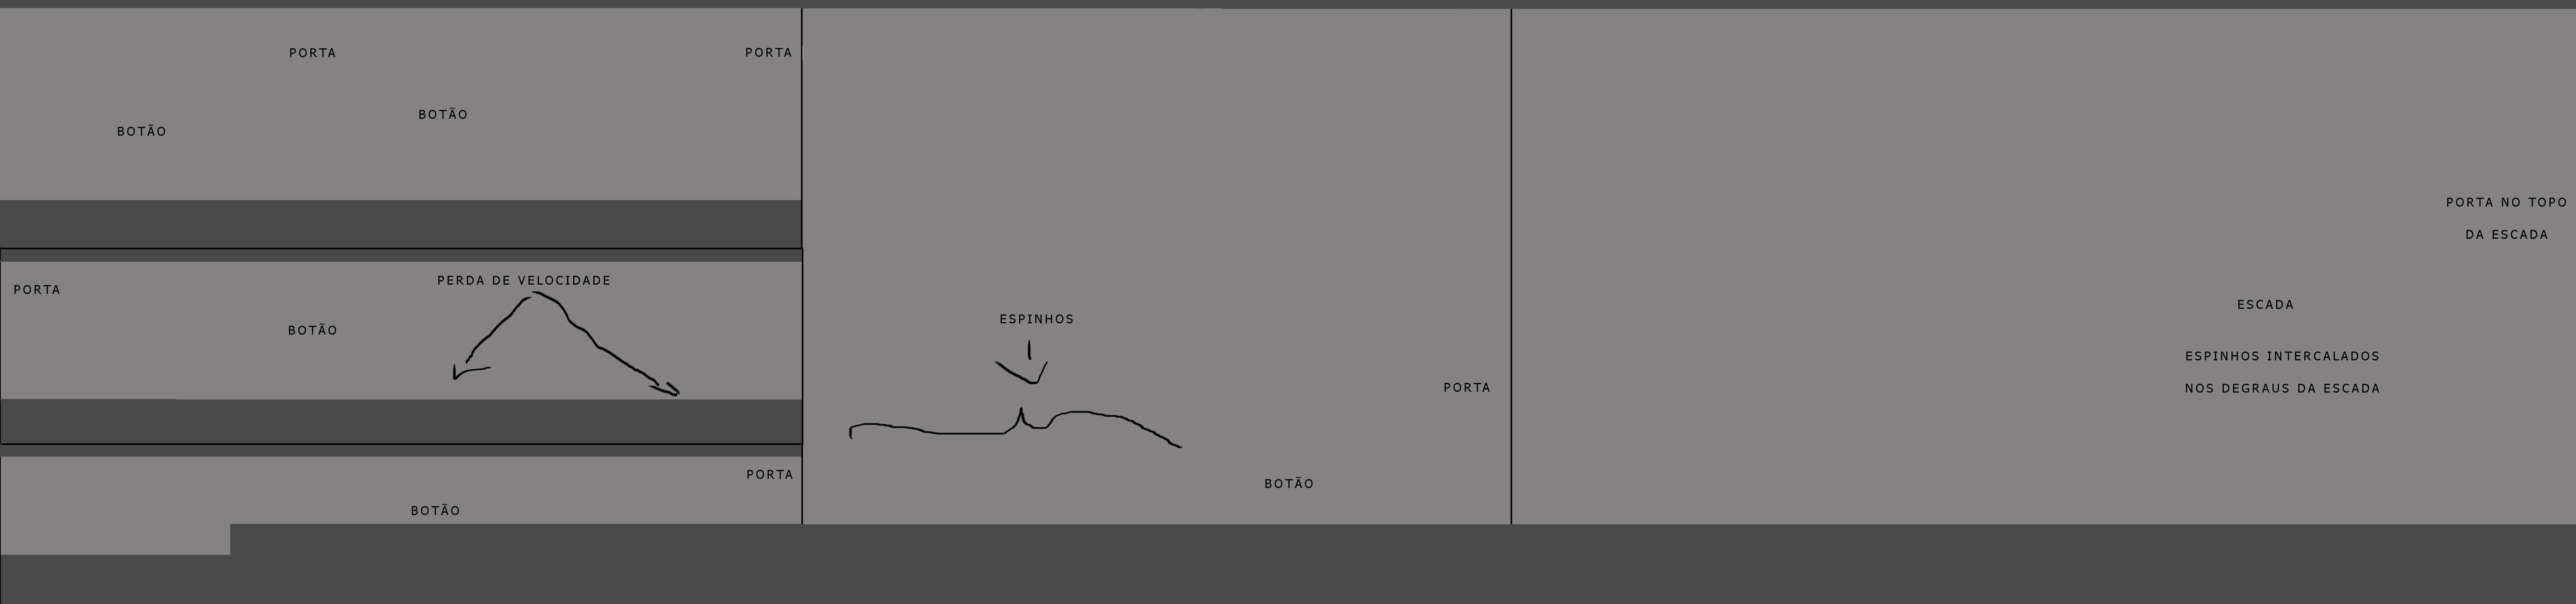 PORTA
PORTA
BOTÃO
BOTÃO
PERDA DE VELOCIDADE
PORTA
BOTÃO
PORTA
BOTÃO
ESPINHOS
PORTA
BOTÃO
PORTA NO TOPO
DA ESCADA
ESCADA
ESPINHOS INTERCALADOS
NOS DEGRAUS DA ESCADA